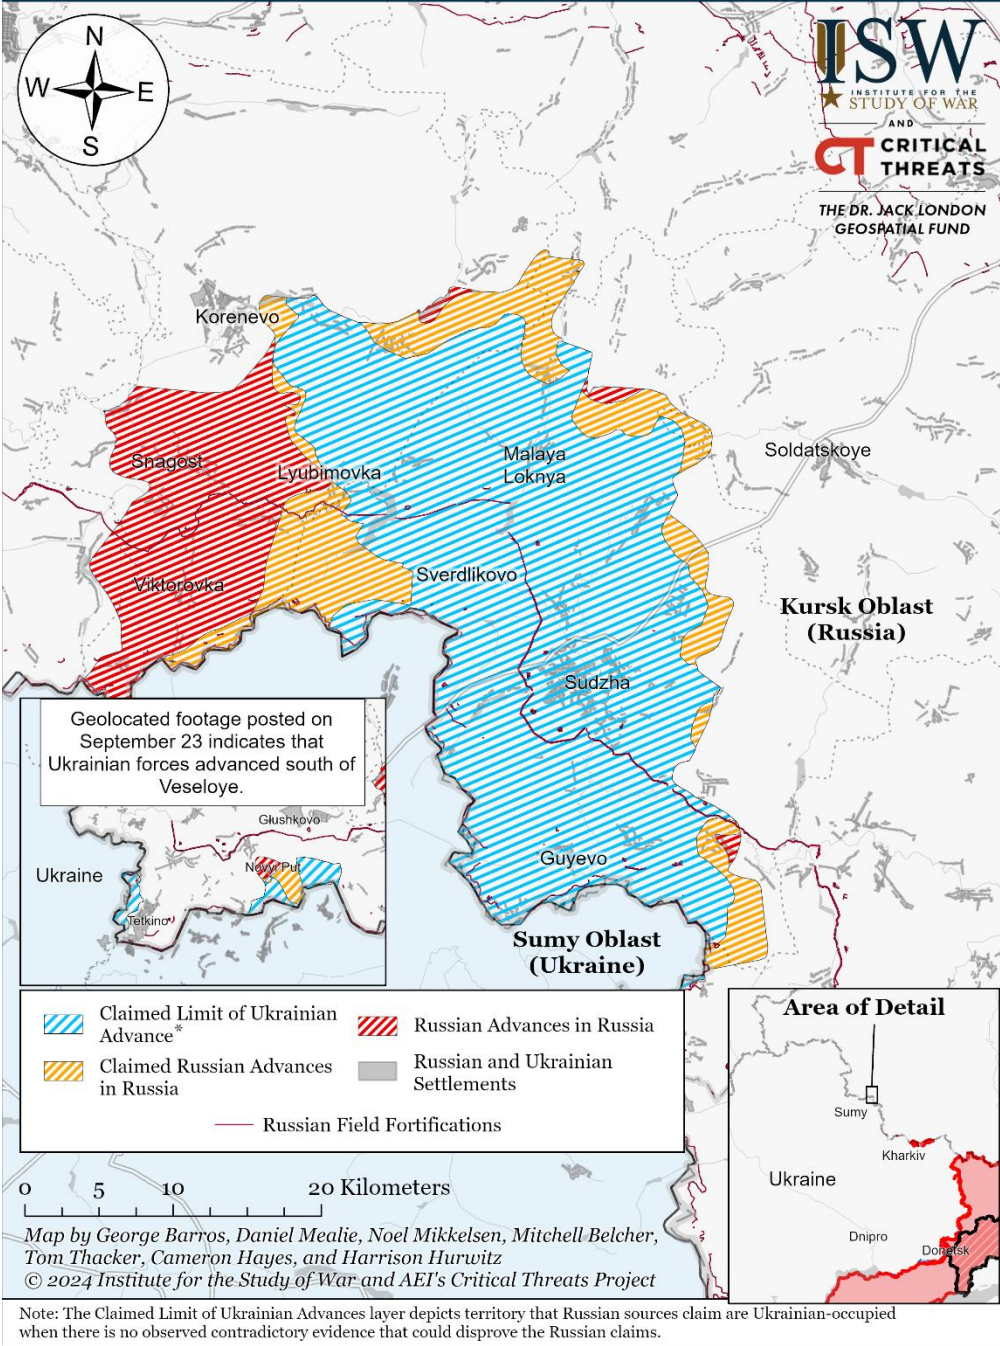 N
W E
S
ISW
INSTITUTE FOR THE
STUDY OF WAR
AND
CT CRITICAL
THREATS
THE DR. JACK LONDON
GEOSPATIAL FUND
Korenevo
Snagost
Lyubimovka
Malaya
Loknya
Soldatskoye
Viktorovka
Sverdlikovo
Kursk Oblast
(Russia)
Sudzha
Guyevo
Sumy Oblast
(Ukraine)
Geolocated footage posted on
September 23 indicates that
Ukrainian forces advanced south of
Veseloye.
Glushkovo
Novyi Put
Ukraine
Tetkino
Claimed Limit of Ukrainian
Advance*
Claimed Russian Advances
in Russia
Russian Advances in Russia
Russian and Ukrainian
Settlements
Russian Field Fortifications
Area of Detail
Sumy
Kharkiv
Ukraine
Dnipro
Donetsk
0 5 10 20 Kilometers
Map by George Barros, Daniel Mealie, Noel Mikkelsen, Mitchell Belcher,
Tom Thacker, Cameron Hayes, and Harrison Hurwitz
© 2024 Institute for the Study of War and AEI's Critical Threats Project
Note: The Claimed Limit of Ukrainian Advances layer depicts territory that Russian sources claim are Ukrainian-occupied
when there is no observed contradictory evidence that could disprove the Russian claims.